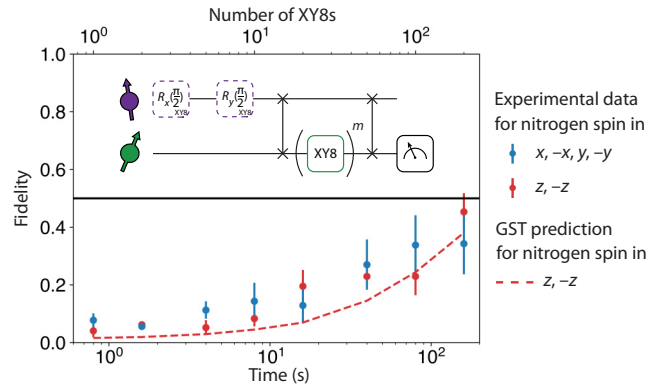 Number of XY8s
10⁰ 10¹ 10²
1.0
0.8
0.6
0.4
0.2
0.0
Fidelity
Rx(π/2) XY8
Ry(π/2) XY8
m
XY8
10⁰ 10¹ 10²
Time (s)
Experimental data
for nitrogen spin in
x, −x, y, −y
z, −z
GST prediction
for nitrogen spin in
z, −z